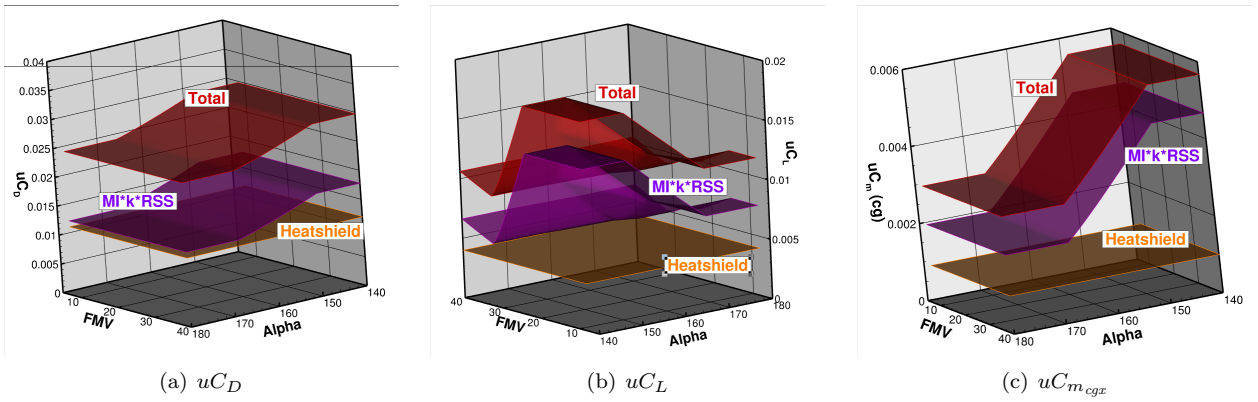 0.04
0.035
0.03
0.025
0.02
0.015
0.01
0.005
0
uC_D
10
20
30
40
FMV
180
170
160
150
140
Alpha
Total
MI*k*RSS
Heatshield
(a) uC_D
0.02
0.015
0.01
0.005
0
uC_L
40
30
20
10
FMV
140
150
160
170
180
Alpha
Total
MI*k*RSS
Heatshield
(b) uC_L
0.006
0.004
0.002
0
uC_m (cg)
10
20
30
40
FMV
180
170
160
150
140
Alpha
Total
MI*k*RSS
Heatshield
(c) uC_{m_{cgx}}